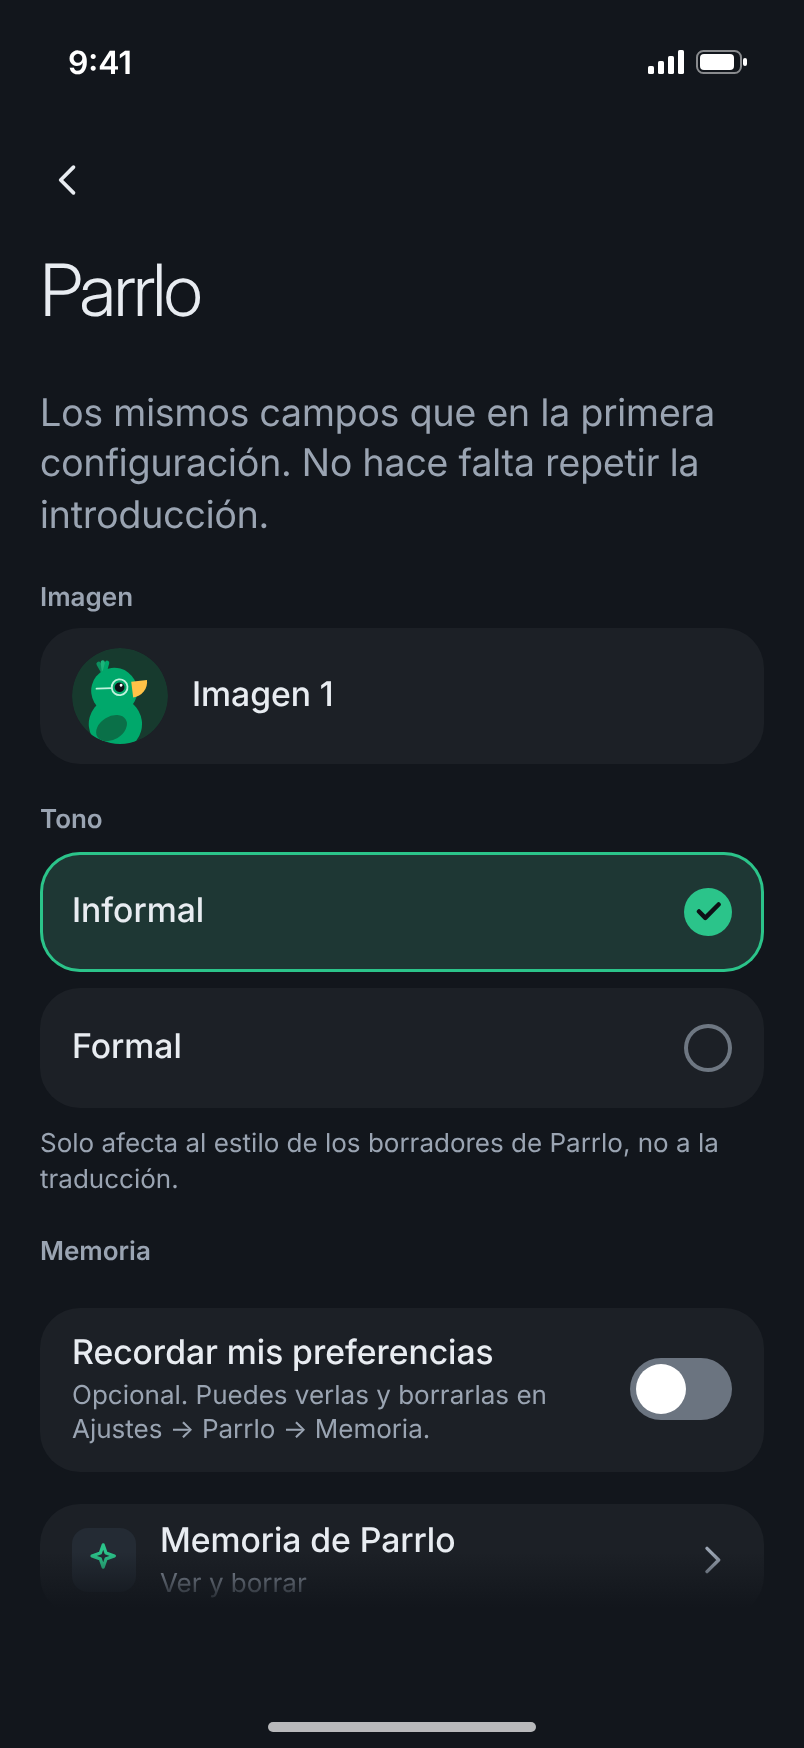 9:41
Parrlo
Los mismos campos que en la primera
configuración. No hace falta repetir la
introducción.
Imagen
Imagen 1
Tono
Informal
Formal
Solo afecta al estilo de los borradores de Parrlo, no a la
traducción.
Memoria
Recordar mis preferencias
Opcional. Puedes verlas y borrarlas en
Ajustes → Parrlo → Memoria.
Memoria de Parrlo
Ver y borrar